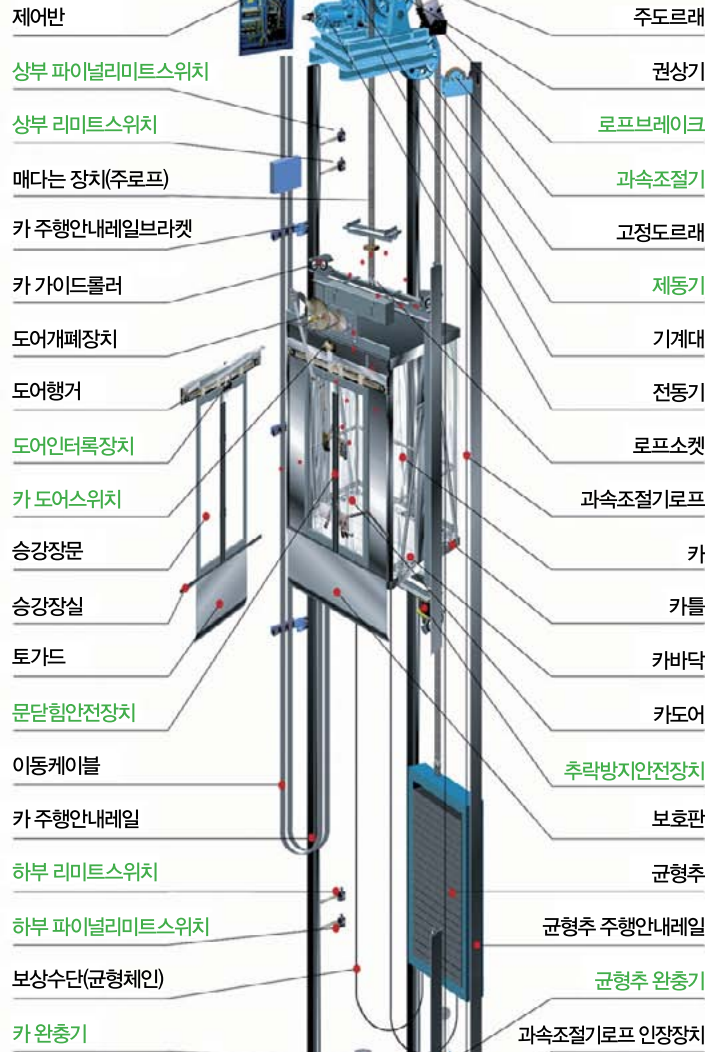 제어반
상부 파이널리미트스위치
상부 리미트스위치
매다는 장치(주로프)
카 주행안내레일브라켓
카 가이드롤러
도어개폐장치
도어행거
도어인터록장치
카 도어스위치
승강장문
승강장실
토가드
문닫힘안전장치
이동케이블
카 주행안내레일
하부 리미트스위치
하부 파이널리미트스위치
보상수단(균형체인)
카 완충기
주도르래
권상기
로프브레이크
과속조절기
고정도르래
제동기
기계대
전동기
로프소켓
과속조절기로프
카
카틀
카바닥
카도어
추락방지안전장치
보호판
균형추
균형추 주행안내레일
균형추 완충기
과속조절기로프 인장장치